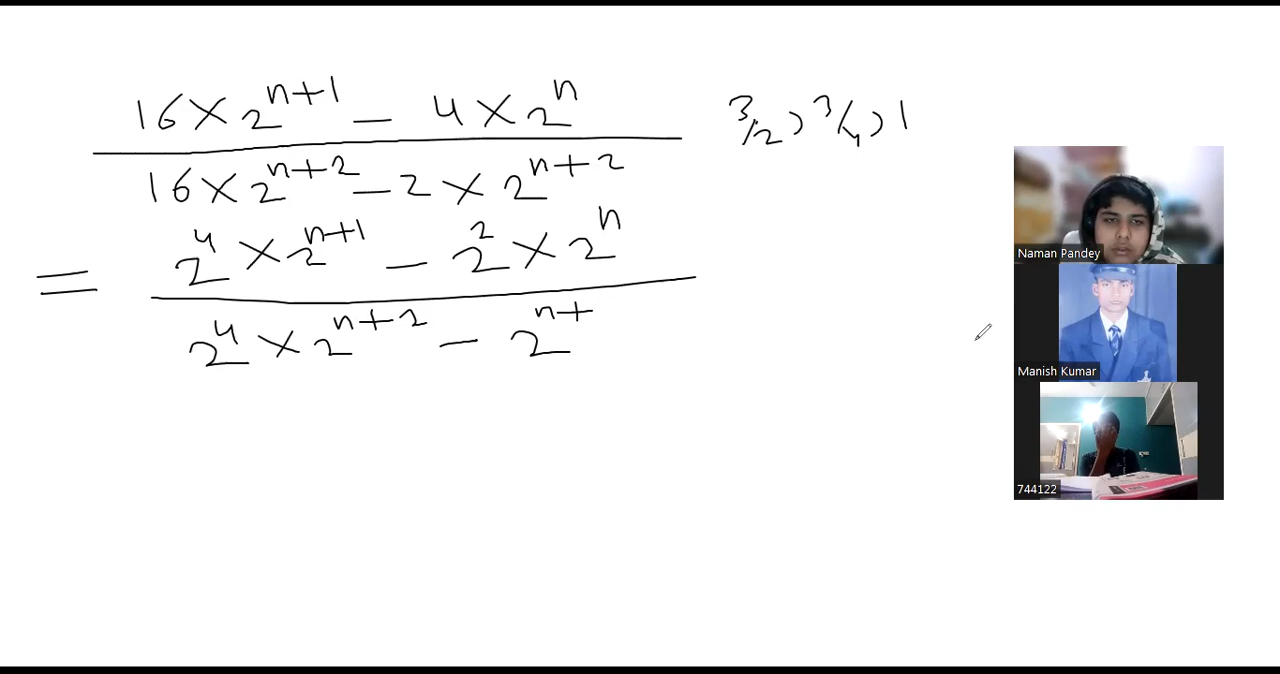 16 × 2^{n+1} − 4 × 2^n
16 × 2^{n+2} − 2 × 2^{n+2}
3/2, 3/4, 1
= 2^4 × 2^{n+1} − 2^2 × 2^n
2^4 × 2^{n+2} − 2^{n+
Naman Pandey
Manish Kumar
744122